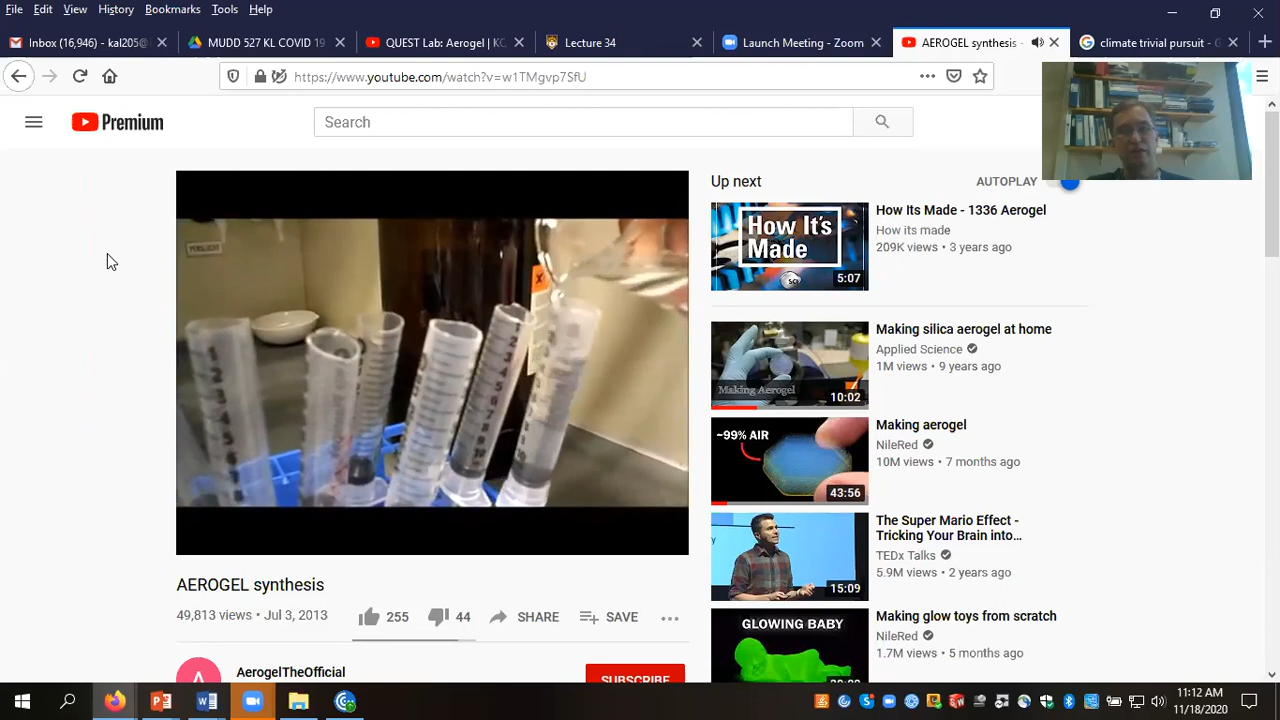 File Edit View History Bookmarks Tools Help
Inbox (16,946) - kal205@
MUDD 527 KL COVID 19
QUEST Lab: Aerogel | KC
Lecture 34
Launch Meeting - Zoom
AEROGEL synthesis -
climate trivial pursuit - G
https://www.youtube.com/watch?v=w1TMgvp7SfU
Premium
Search
Up next
AUTOPLAY
How It's Made
5:07
How Its Made - 1336 Aerogel
How its made
209K views • 3 years ago
Making Aerogel
10:02
Making silica aerogel at home
Applied Science
1M views • 9 years ago
~99% AIR
43:56
Making aerogel
NileRed
10M views • 7 months ago
15:09
The Super Mario Effect -
Tricking Your Brain into...
TEDx Talks
5.9M views • 2 years ago
GLOWING BABY
Making glow toys from scratch
NileRed
1.7M views • 5 months ago
AEROGEL synthesis
49,813 views • Jul 3, 2013
255
44
SHARE
SAVE
A
AerogelTheOfficial
SUBSCRIBE
11:12 AM
11/18/2020